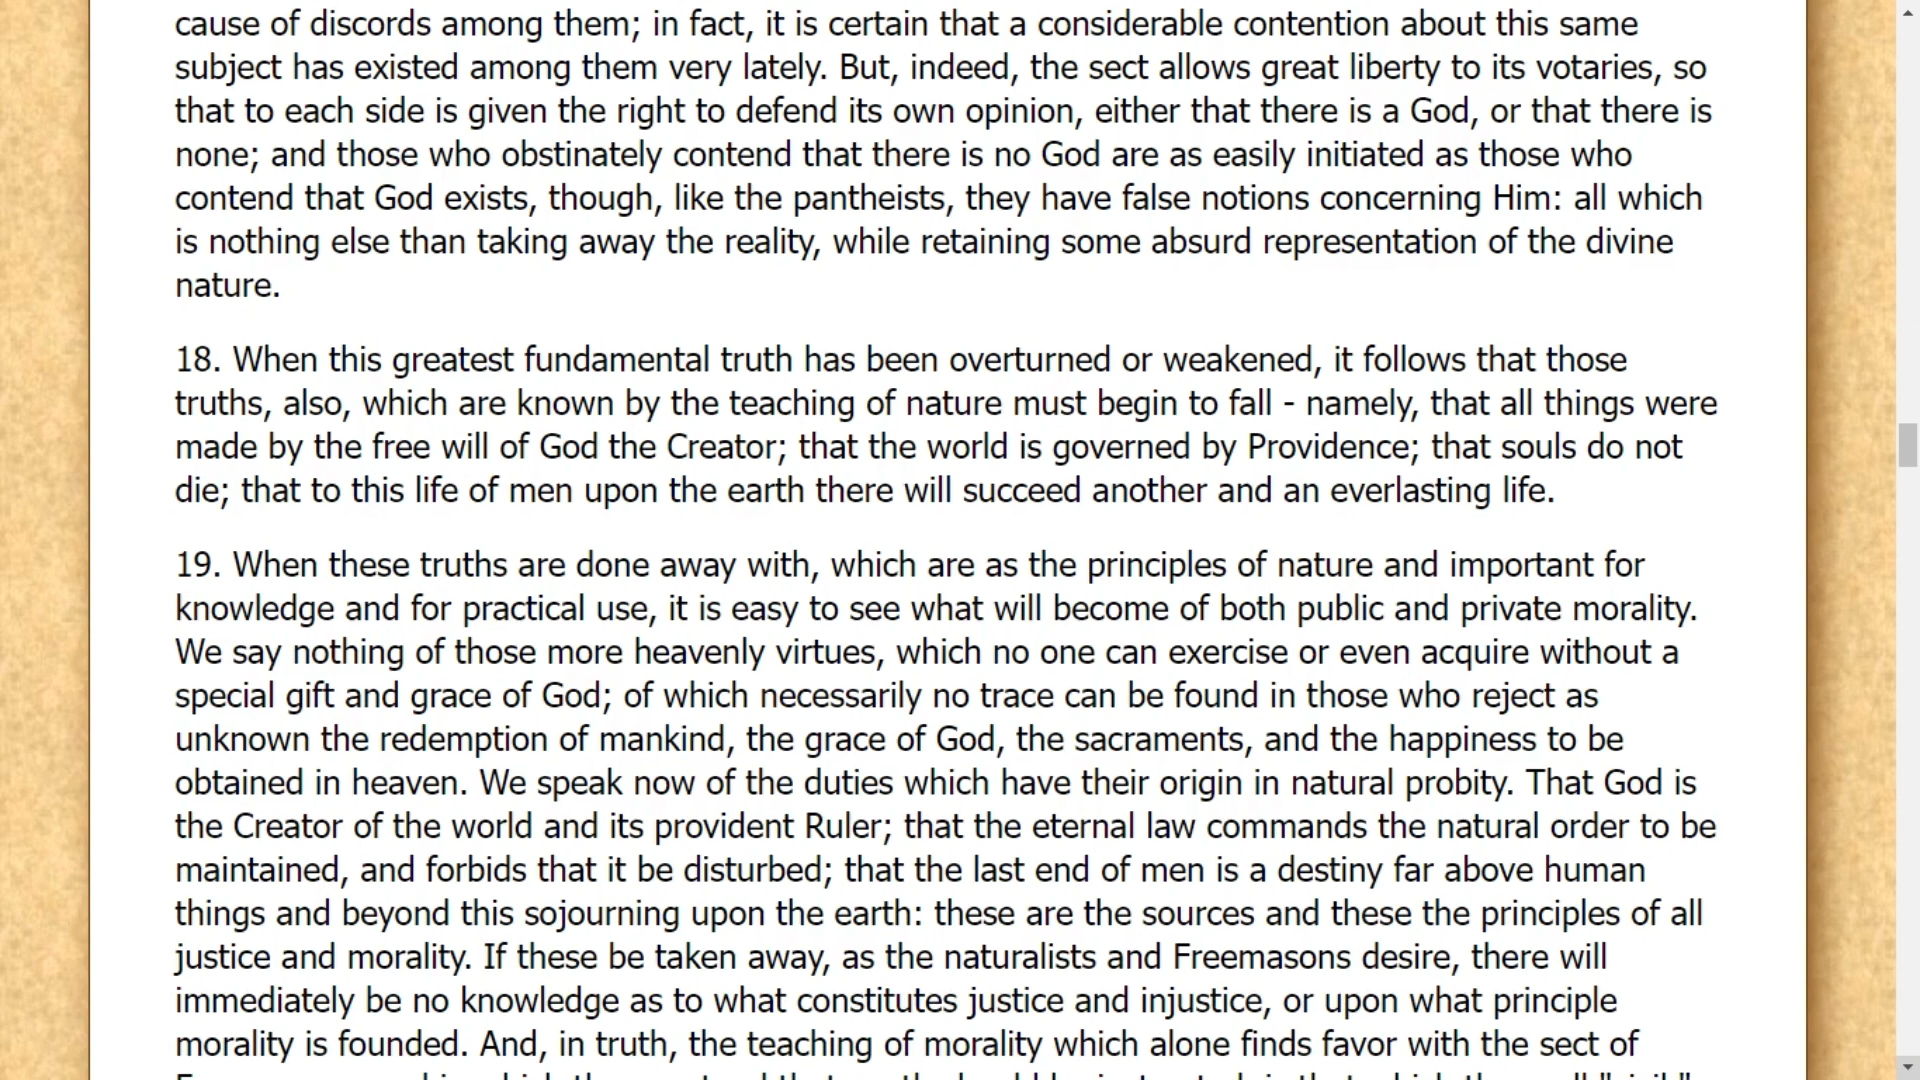 cause of discords among them; in fact, it is certain that a considerable contention about this same
subject has existed among them very lately. But, indeed, the sect allows great liberty to its votaries, so
that to each side is given the right to defend its own opinion, either that there is a God, or that there is
none; and those who obstinately contend that there is no God are as easily initiated as those who
contend that God exists, though, like the pantheists, they have false notions concerning Him: all which
is nothing else than taking away the reality, while retaining some absurd representation of the divine
nature.
18. When this greatest fundamental truth has been overturned or weakened, it follows that those
truths, also, which are known by the teaching of nature must begin to fall - namely, that all things were
made by the free will of God the Creator; that the world is governed by Providence; that souls do not
die; that to this life of men upon the earth there will succeed another and an everlasting life.
19. When these truths are done away with, which are as the principles of nature and important for
knowledge and for practical use, it is easy to see what will become of both public and private morality.
We say nothing of those more heavenly virtues, which no one can exercise or even acquire without a
special gift and grace of God; of which necessarily no trace can be found in those who reject as
unknown the redemption of mankind, the grace of God, the sacraments, and the happiness to be
obtained in heaven. We speak now of the duties which have their origin in natural probity. That God is
the Creator of the world and its provident Ruler; that the eternal law commands the natural order to be
maintained, and forbids that it be disturbed; that the last end of men is a destiny far above human
things and beyond this sojourning upon the earth: these are the sources and these the principles of all
justice and morality. If these be taken away, as the naturalists and Freemasons desire, there will
immediately be no knowledge as to what constitutes justice and injustice, or upon what principle
morality is founded. And, in truth, the teaching of morality which alone finds favor with the sect of